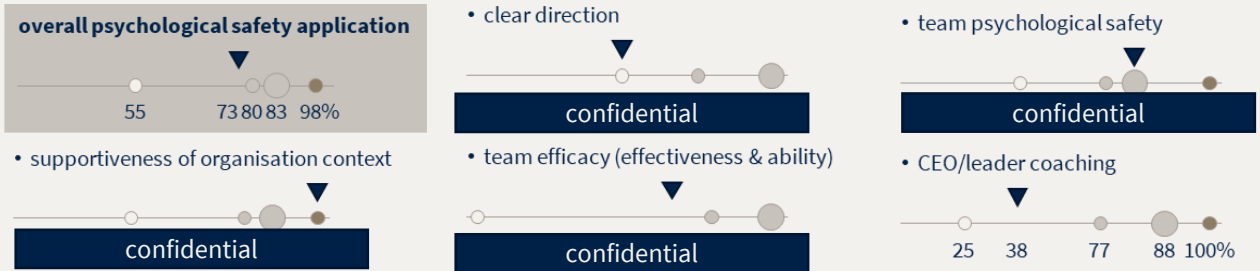 overall psychological safety application
55 73 80 83 98%
• clear direction
confidential
• team psychological safety
confidential
• supportiveness of organisation context
confidential
• team efficacy (effectiveness & ability)
confidential
• CEO/leader coaching
25 38 77 88 100%